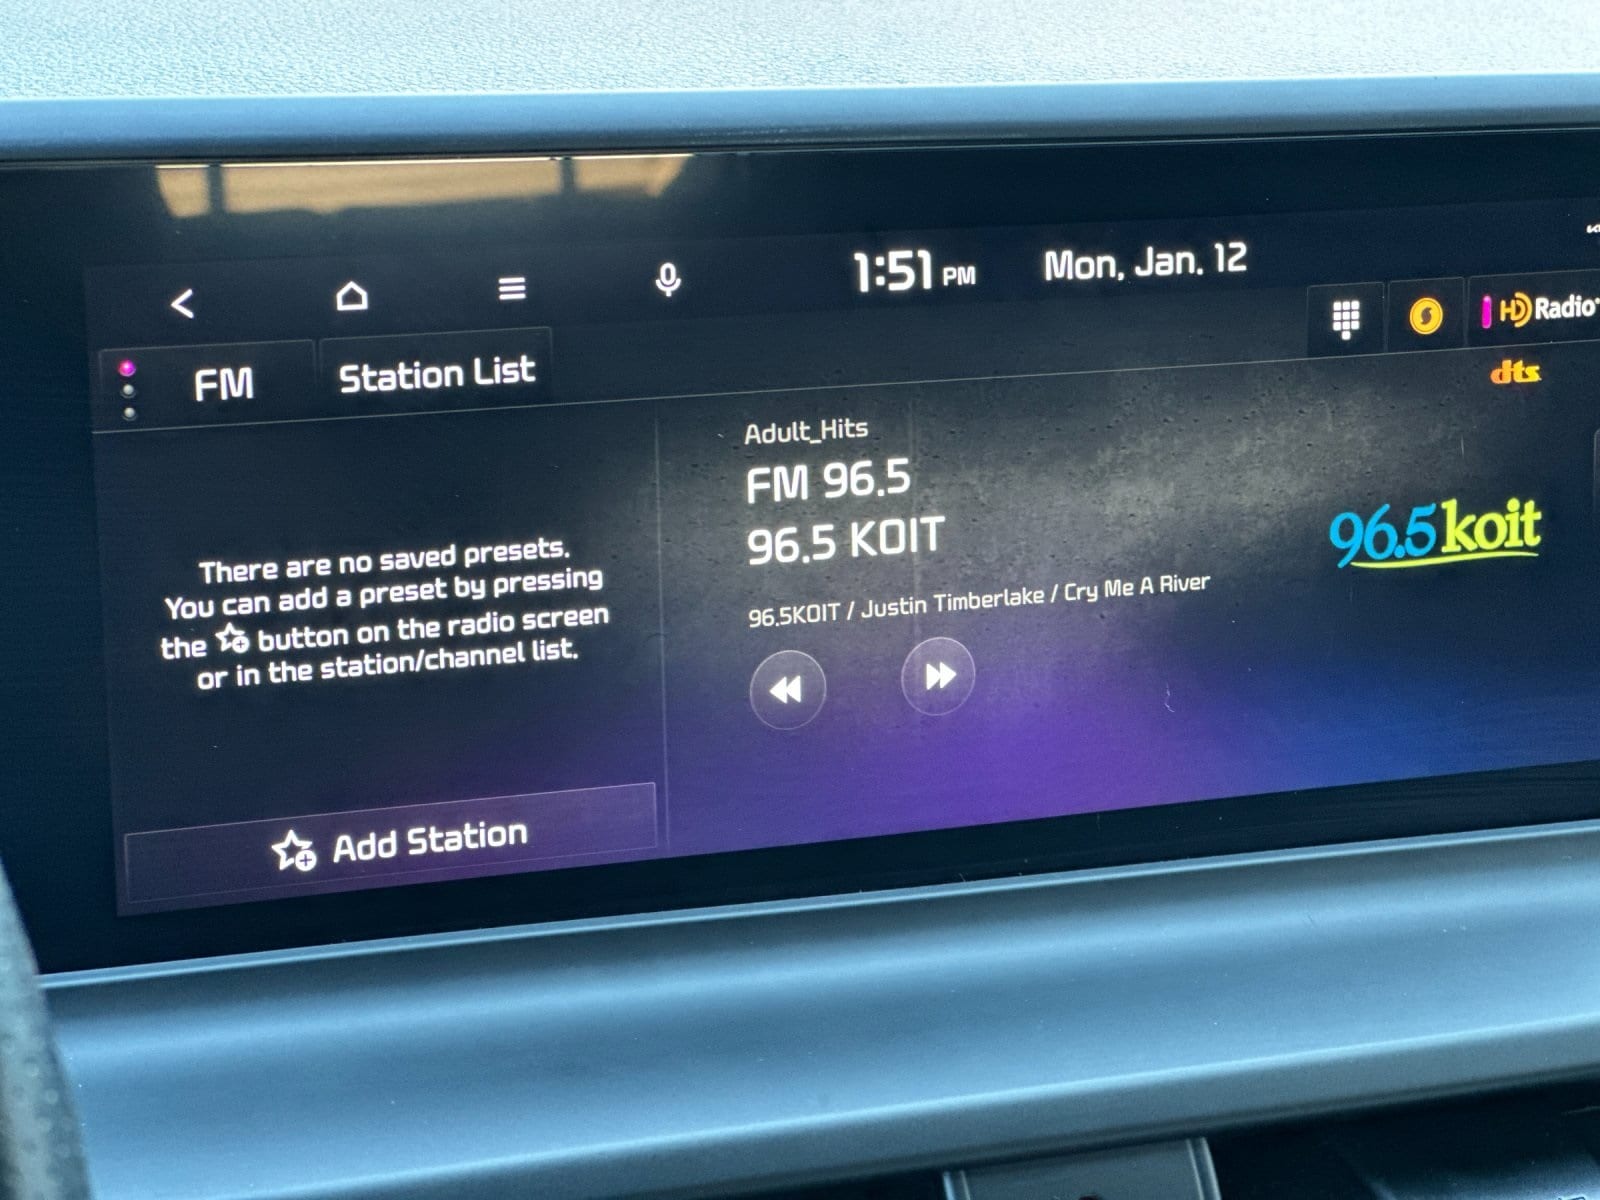 1:51 PM
Mon, Jan. 12
FM
Station List
HD Radio
dts
Adult_Hits
FM 96.5
96.5 KOIT
96.5KOIT / Justin Timberlake / Cry Me A River
96.5 koit
There are no saved presets.
You can add a preset by pressing
the button on the radio screen
or in the station/channel list.
Add Station